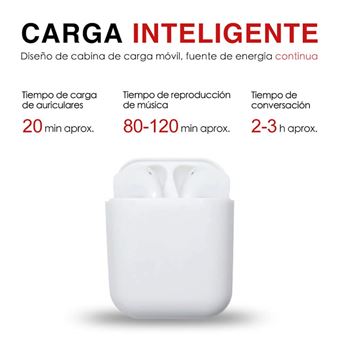 CARGA INTELIGENTE
Diseño de cabina de carga móvil, fuente de energía continua
Tiempo de carga
de auriculares
20 min aprox.
Tiempo de reproducción
de música
80-120 min aprox.
Tiempo de
conversación
2-3 h aprox.